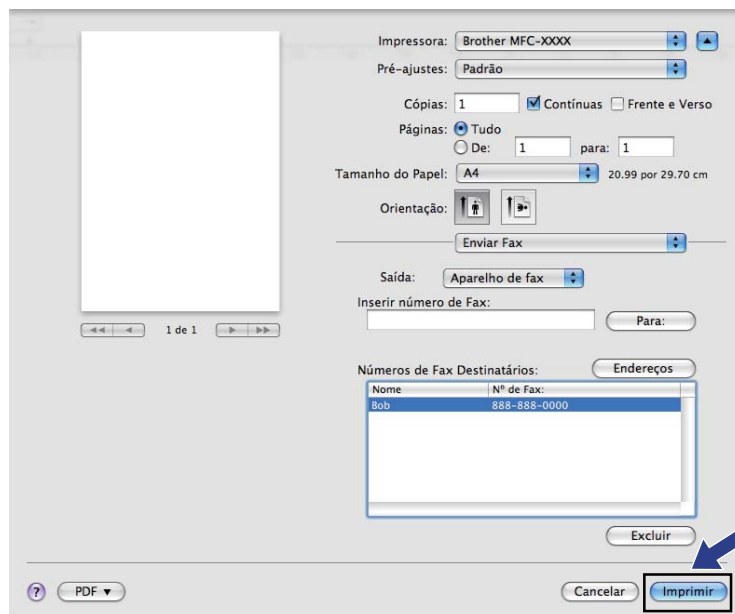 Impressora: Brother MFC-XXXX
Pré-ajustes: Padrão
Cópias: 1 Contínuas Frente e Verso
Páginas: Tudo
De: 1 para: 1
Tamanho do Papel: A4 20.99 por 29.70 cm
Orientação:
Enviar Fax
Saída: Aparelho de fax
Inserir número de Fax:
Para:
1 de 1
Números de Fax Destinatários: Endereços
Nome Nº de Fax:
Bob 888-888-0000
Excluir
? PDF Cancelar Imprimir